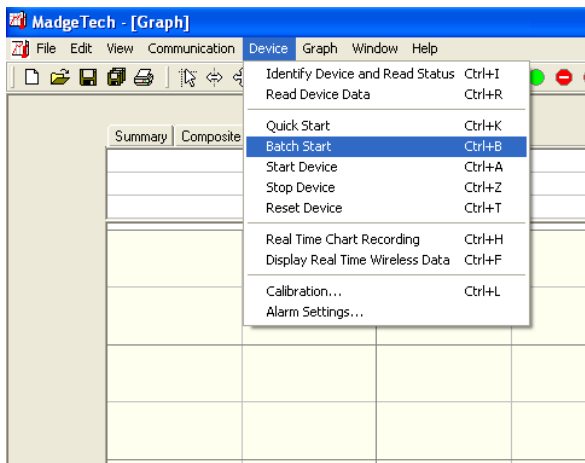 MadgeTech - [Graph]
File Edit View Communication Device Graph Window Help
Identify Device and Read Status Ctrl+I
Read Device Data Ctrl+R
Quick Start Ctrl+K
Summary Composite
Batch Start Ctrl+B
Start Device Ctrl+A
Stop Device Ctrl+Z
Reset Device Ctrl+T
Real Time Chart Recording Ctrl+H
Display Real Time Wireless Data Ctrl+F
Calibration... Ctrl+L
Alarm Settings...